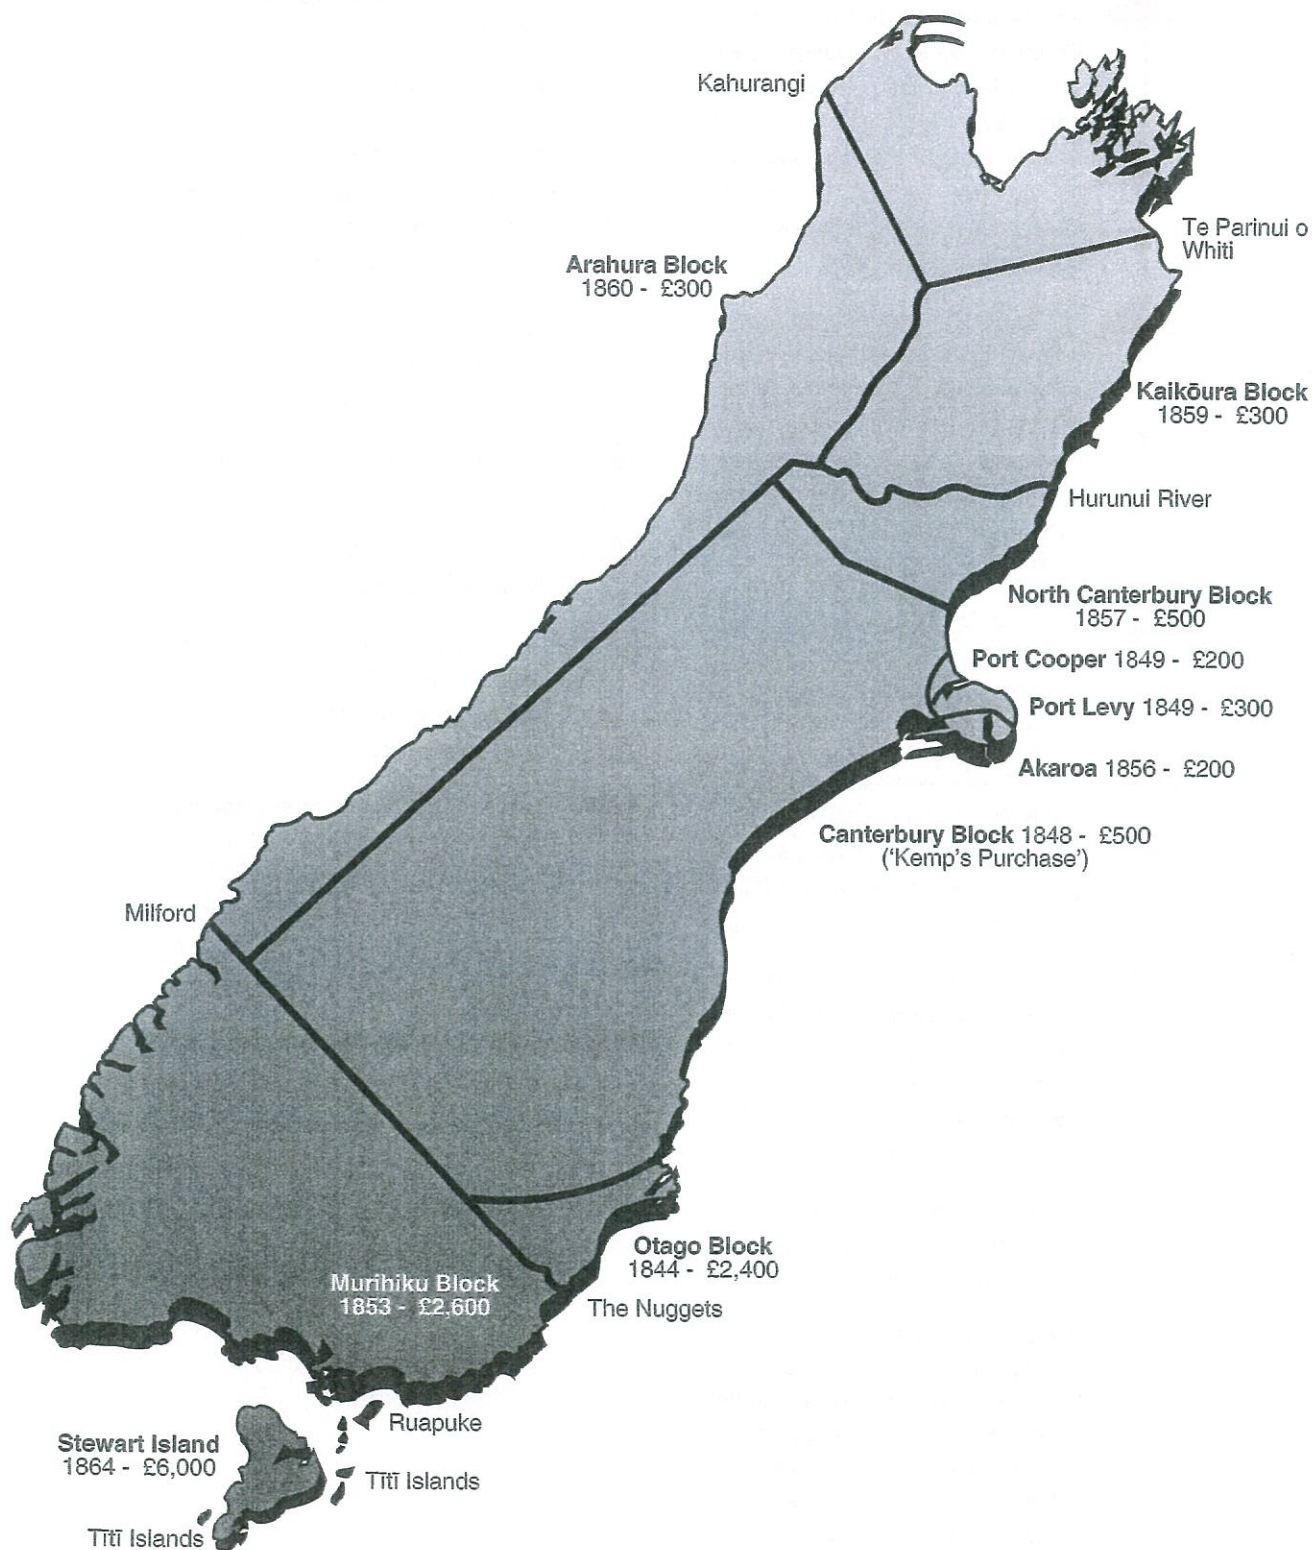 Kahurangi
Te Parinui o
Whiti
Arahura Block
1860 - £300
Kaikōura Block
1859 - £300
Hurunui River
North Canterbury Block
1857 - £500
Port Cooper 1849 - £200
Port Levy 1849 - £300
Akaroa 1856 - £200
Canterbury Block 1848 - £500
(‘Kemp’s Purchase’)
Milford
Otago Block
1844 - £2,400
Murihiku Block
1853 - £2,600
The Nuggets
Ruapuke
Stewart Island
1864 - £6,000
Tītī Islands
Tītī Islands